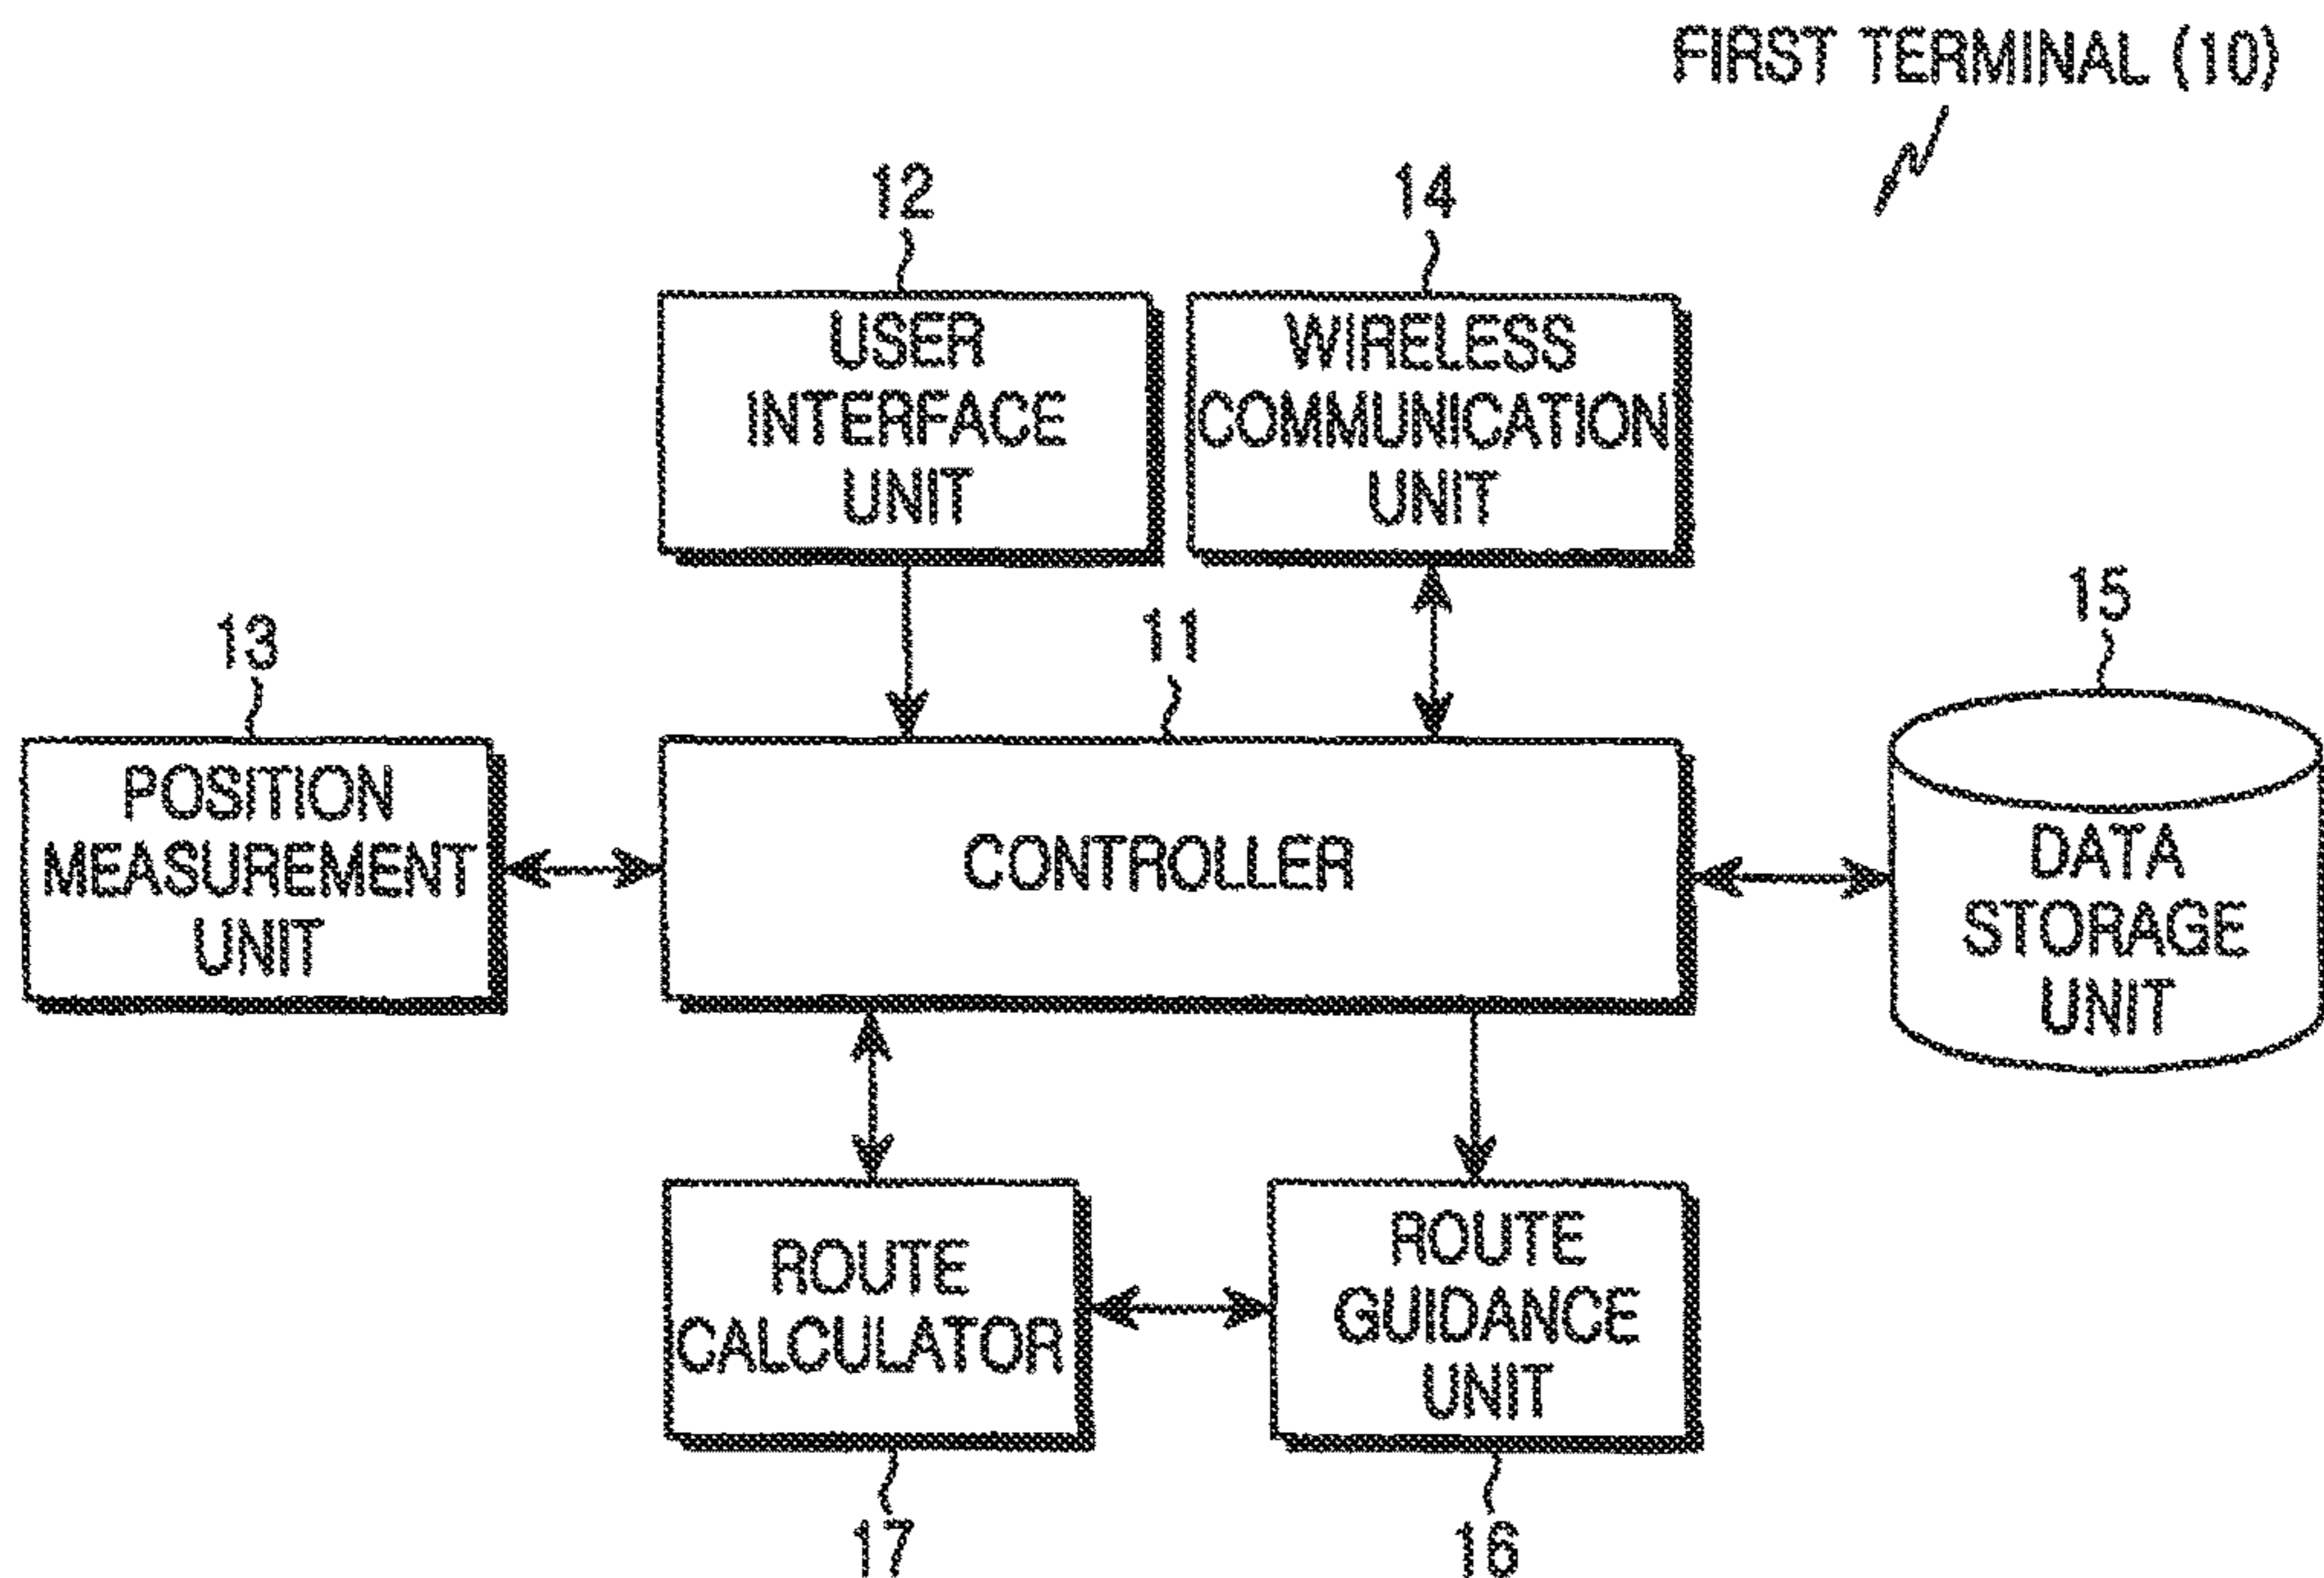 FIRST TERMINAL (10)
12
14
USER
INTERFACE
UNIT
WIRELESS
COMMUNICATION
UNIT
13
11
15
POSITION
MEASUREMENT
UNIT
CONTROLLER
DATA
STORAGE
UNIT
ROUTE
CALCULATOR
ROUTE
GUIDANCE
UNIT
17
16